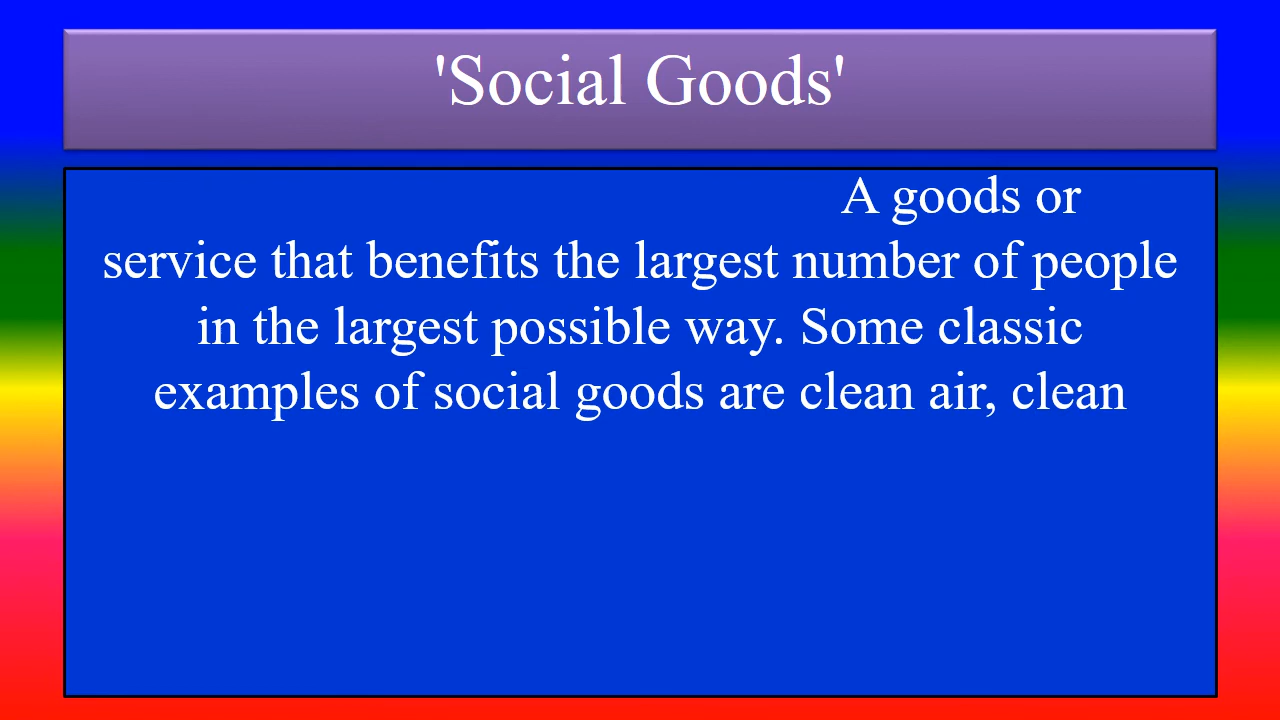 'Social Goods'
A goods or
service that benefits the largest number of people
in the largest possible way. Some classic
examples of social goods are clean air, clean